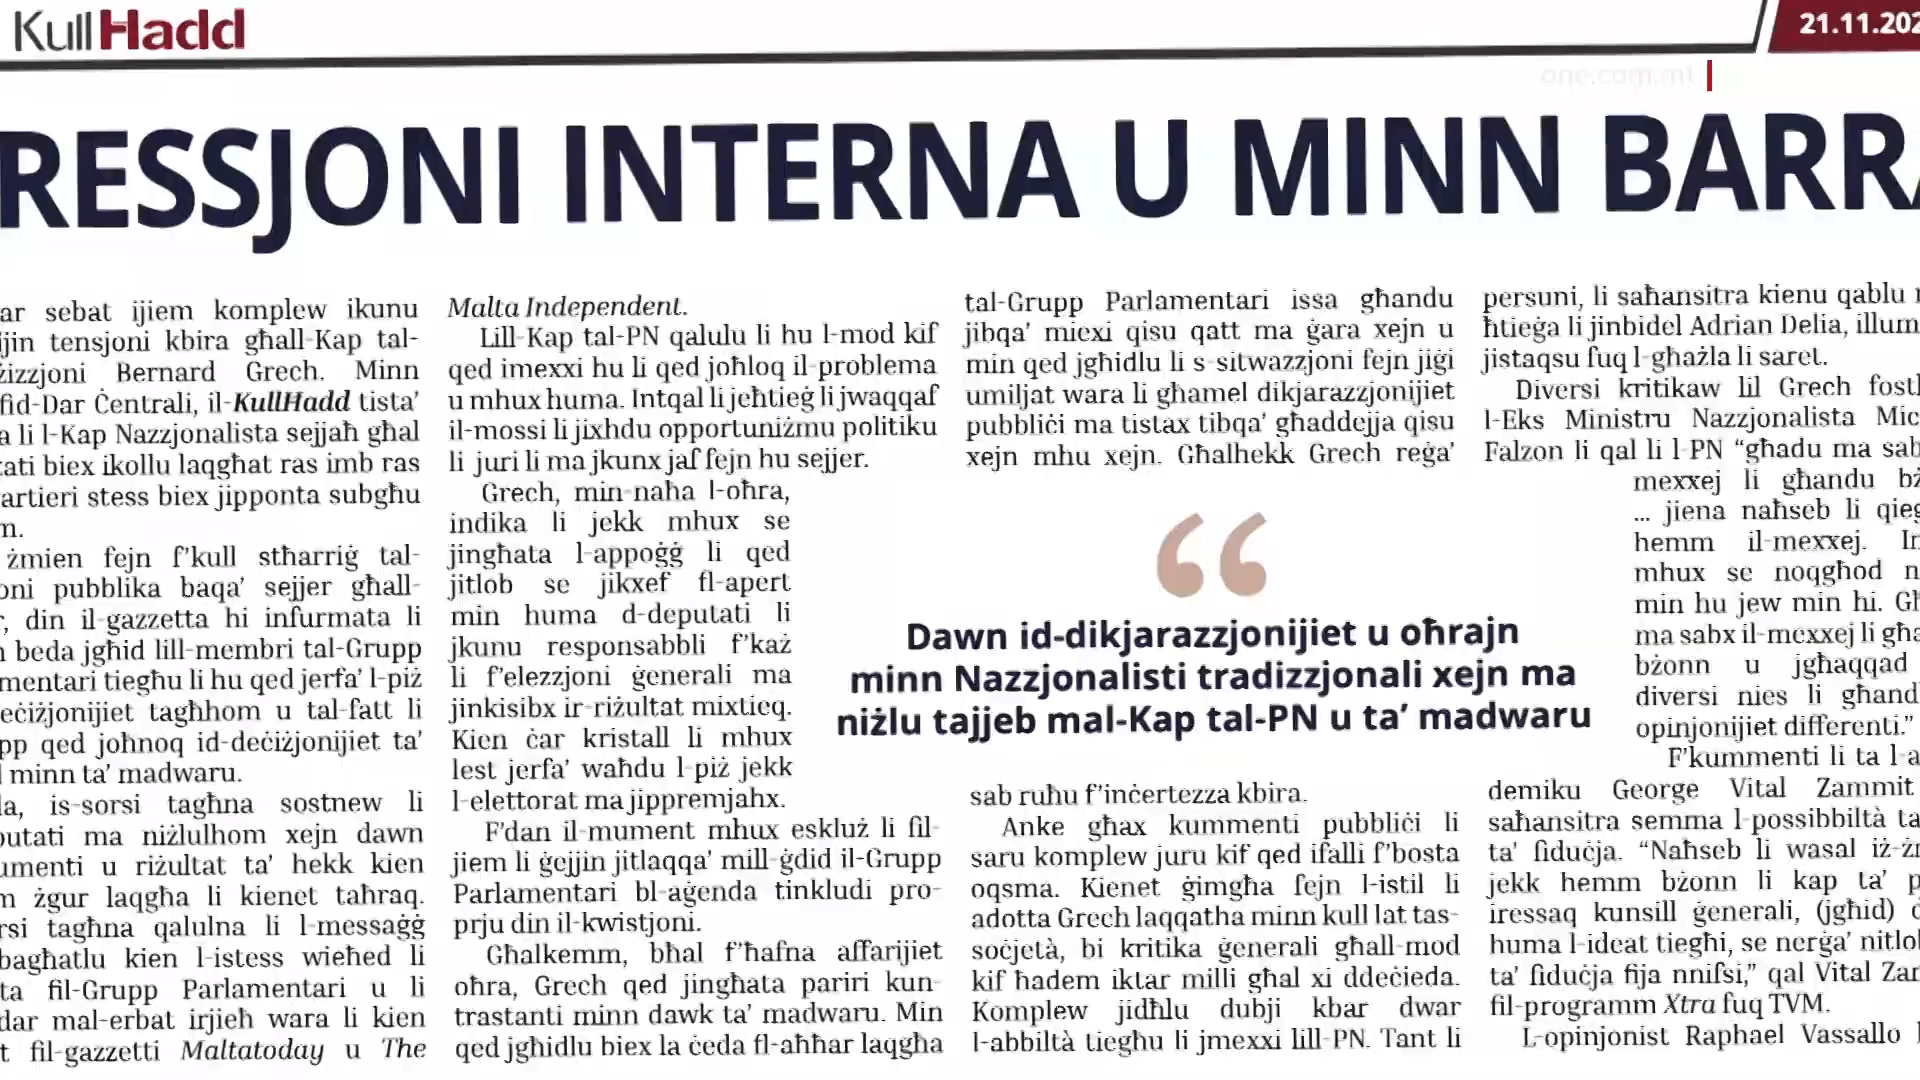 KullHadd
21.11.202
one.com.mt
RESSJONI INTERNA U MINN BARRA
ar sebat ijiem komplew ikunu
jin tensjoni kbira għall-Kap tal-
żizzjoni Bernard Grech. Minn
fid-Dar Ċentrali, il-KullHadd tista'
a li l-Kap Nazzjonalista sejjaħ għal
tati biex ikollu laqgħat ras imb ras
artieri stess biex jipponta subgħu
m.
żmien fejn f'kull stħarriġ tal-
oni pubblika baqa' sejjer għall-
r, din il-gazzetta hi infurmata li
n beda jgħid lill-membri tal-Grupp
mentari tiegħu li hu qed jerfa' l-piż
eċiżjonijiet tagħhom u tal-fatt li
pp qed joħnoq id-deċiżjonijiet ta'
l minn ta' madwaru.
la, is-sorsi tagħna sostnew li
putati ma niżlulhom xejn dawn
umenti u riżultat ta' hekk kien
m żgur laqgħa li kienet taħraq.
rsi tagħna qalulna li l-messaġġ
bagħatlu kien l-istess wieħed li
ta fil-Grupp Parlamentari u li
dar mal-erbat irjieħ wara li kien
t fil-gazzetti Maltatoday u The
Malta Independent.
Lill-Kap tal-PN qalulu li hu l-mod kif
qed imexxi hu li qed joħloq il-problema
u mhux huma. Intqal li jeħtieġ li jwaqqaf
il-mossi li jixhdu opportuniżmu politiku
li juri li ma jkunx jaf fejn hu sejjer.
Grech, min-naħa l-oħra,
indika li jekk mhux se
jingħata l-appoġġ li qed
jitlob se jikxef fl-apert
min huma d-deputati li
jkunu responsabbli f'każ
li f'elezzjoni ġenerali ma
jinkisibx ir-riżultat mixtieq.
Kien ċar kristall li mhux
lest jerfa' waħdu l-piż jekk
l-elettorat ma jippremjahx.
F'dan il-mument mhux eskluż li fil-
jiem li ġejjin jitlaqqa' mill-ġdid il-Grupp
Parlamentari bl-aġenda tinkludi pro-
prju din il-kwistjoni.
Għalkemm, bħal f'ħafna affarijiet
oħra, Grech qed jingħata pariri kun-
trastanti minn dawk ta' madwaru. Min
qed jgħidlu biex la ċeda fl-aħħar laqgħa
tal-Grupp Parlamentari issa għandu
jibqa' miexi qisu qatt ma ġara xejn u
min qed jgħidlu li s-sitwazzjoni fejn jiġi
umiljat wara li għamel dikjarazzjonijiet
pubbliċi ma tistax tibqa' għaddejja qisu
xejn mhu xejn. Għalhekk Grech reġa'
“
Dawn id-dikjarazzjonijiet u oħrajn
minn Nazzjonalisti tradizzjonali xejn ma
niżlu tajjeb mal-Kap tal-PN u ta' madwaru
sab ruħu f'inċertezza kbira.
Anke għax kummenti pubbliċi li
saru komplew juru kif qed ifalli f'bosta
oqsma. Kienet ġimgħa fejn l-istil li
adotta Grech laqqatha minn kull lat tas-
soċjetà, bi kritika ġenerali għall-mod
kif ħadem iktar milli għal xi ddeċieda.
Komplew jidħlu dubji kbar dwar
l-abbiltà tiegħu li jmexxi lill-PN. Tant li
persuni, li saħansitra kienu qablu
ħtieġa li jinbidel Adrian Delia, illum
jistaqsu fuq l-għażla li saret.
Diversi kritikaw lil Grech fost
l-Eks Ministru Nazzjonalista Mic
Falzon li qal li l-PN “għadu ma sab
mexxej li għandu bż
... jiena naħseb li qieg
hemm il-mexxej. In
mhux se noqgħod n
min hu jew min hi. Għ
ma sabx il-mexxej li għa
bżonn u jgħaqqad
diversi nies li għand
opinjonijiet differenti.”
F'kummenti li ta l-a
demiku George Vital Zammit
saħansitra semma l-possibbiltà ta
ta' fiduċja. “Naħseb li wasal iż-żm
jekk hemm bżonn li kap ta' p
iressaq kunsill ġenerali, (jgħid) d
huma l-ideat tiegħi, se nerġa' nitlob
ta' fiduċja fija nnifsi,” qal Vital Zam
fil-programm Xtra fuq TVM.
L-opinjonist Raphael Vassallo